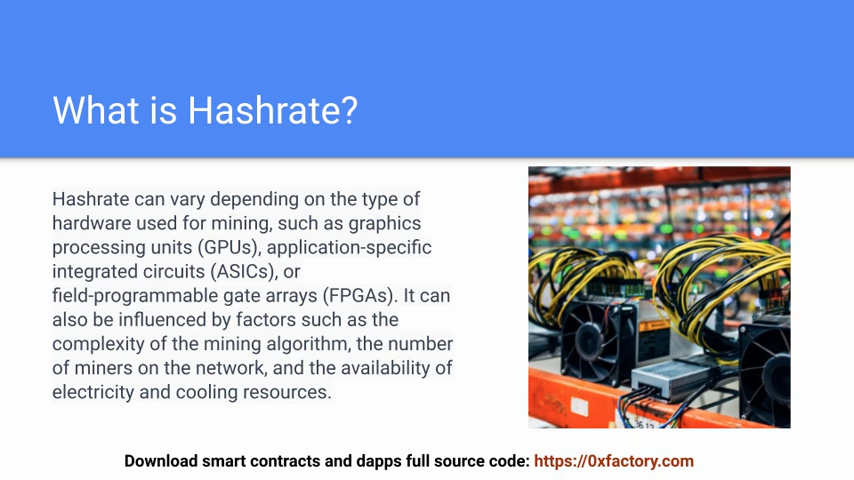 What is Hashrate?
Hashrate can vary depending on the type of
hardware used for mining, such as graphics
processing units (GPUs), application-specific
integrated circuits (ASICs), or
field-programmable gate arrays (FPGAs). It can
also be influenced by factors such as the
complexity of the mining algorithm, the number
of miners on the network, and the availability of
electricity and cooling resources.
Download smart contracts and dapps full source code: https://0xfactory.com